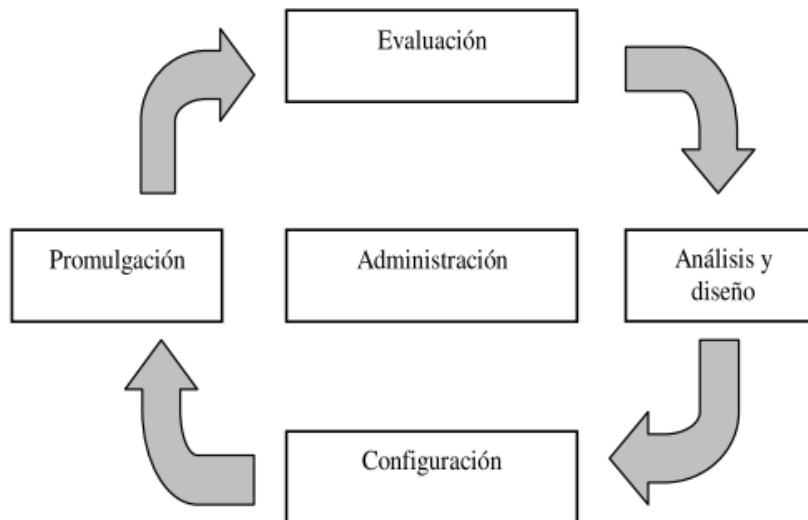 Evaluación
Promulgación
Administración
Análisis y
diseño
Configuración